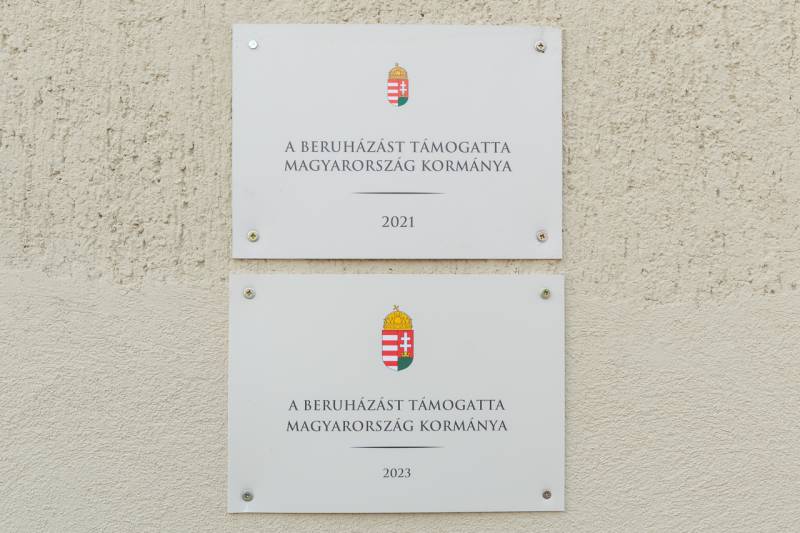 A BERUHÁZÁST TÁMOGATTA
MAGYARORSZÁG KORMÁNYA
2021
A BERUHÁZÁST TÁMOGATTA
MAGYARORSZÁG KORMÁNYA
2023